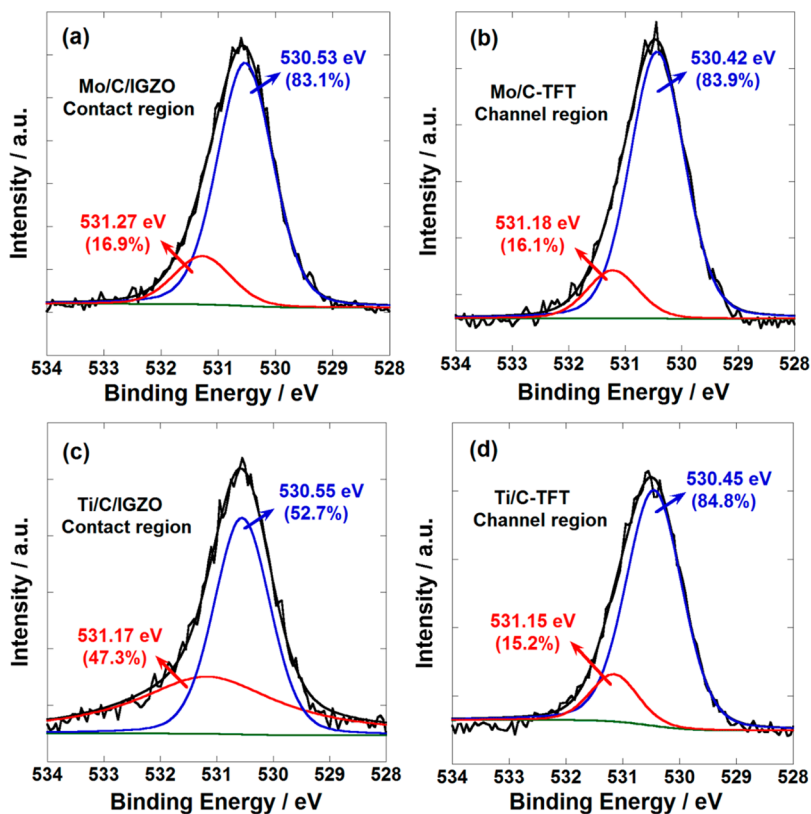 (a)
Mo/C/IGZO
Contact region
530.53 eV
(83.1%)
531.27 eV
(16.9%)
Intensity / a.u.
534 533 532 531 530 529 528
Binding Energy / eV
(b)
Mo/C-TFT
Channel region
530.42 eV
(83.9%)
531.18 eV
(16.1%)
Intensity / a.u.
534 533 532 531 530 529 528
Binding Energy / eV
(c)
Ti/C/IGZO
Contact region
530.55 eV
(52.7%)
531.17 eV
(47.3%)
Intensity / a.u.
534 533 532 531 530 529 528
Binding Energy / eV
(d)
Ti/C-TFT
Channel region
530.45 eV
(84.8%)
531.15 eV
(15.2%)
Intensity / a.u.
534 533 532 531 530 529 528
Binding Energy / eV